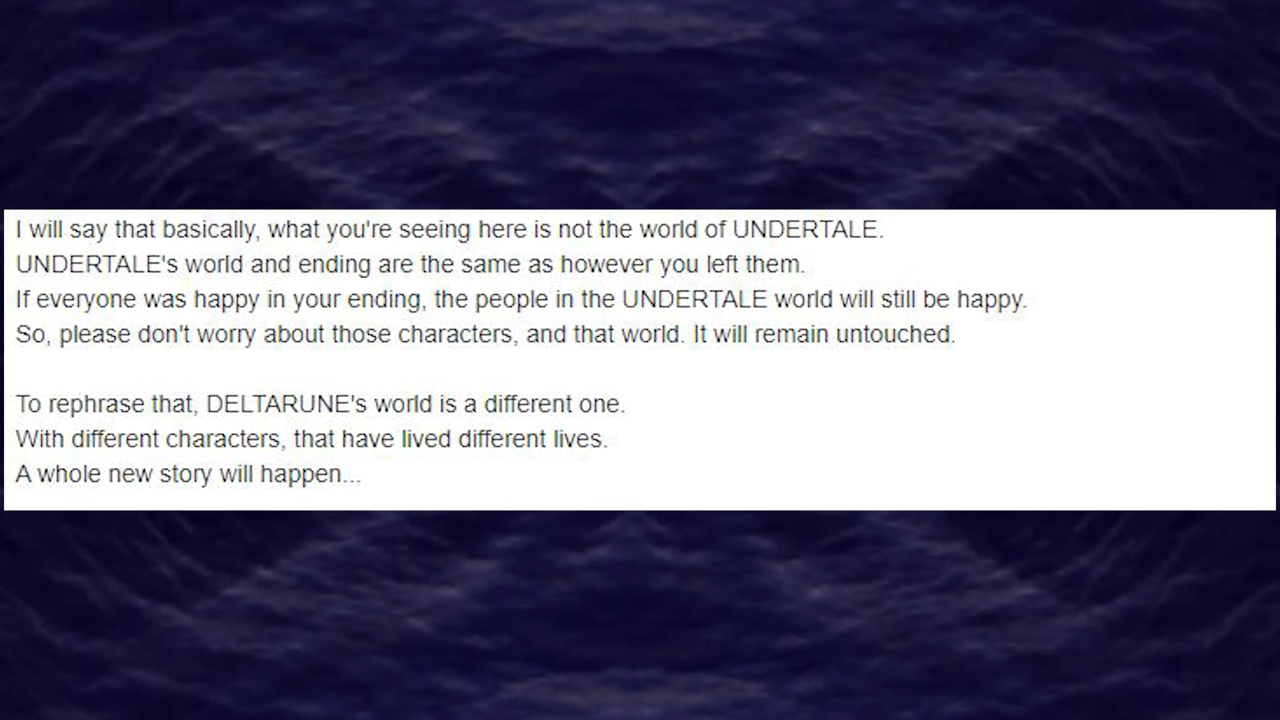 I will say that basically, what you're seeing here is not the world of UNDERTALE.
UNDERTALE's world and ending are the same as however you left them.
If everyone was happy in your ending, the people in the UNDERTALE world will still be happy.
So, please don't worry about those characters, and that world. It will remain untouched.
To rephrase that, DELTARUNE's world is a different one.
With different characters, that have lived different lives.
A whole new story will happen...